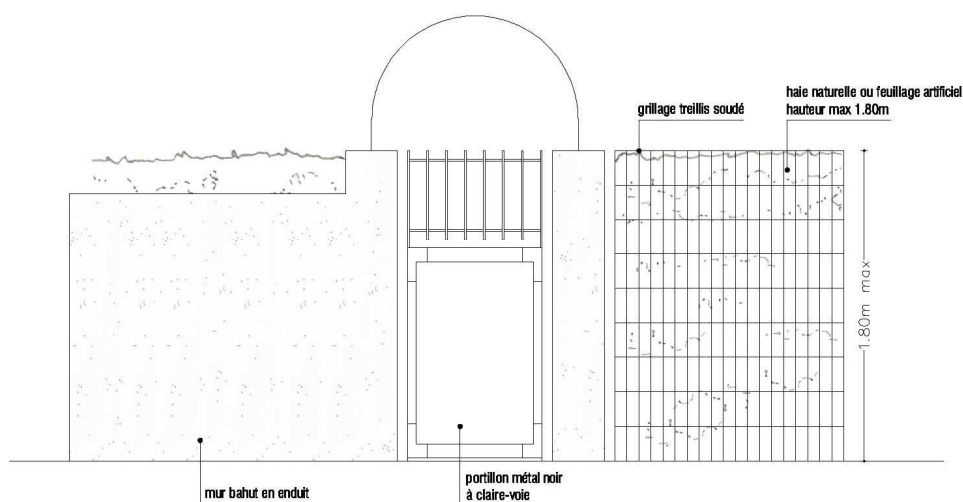 haie naturelle ou feuillage artificiel
hauteur max 1.80m
grillage treillis soudé
1.80m max
mur bahut en enduit
portillon métal noir
à claire-voie